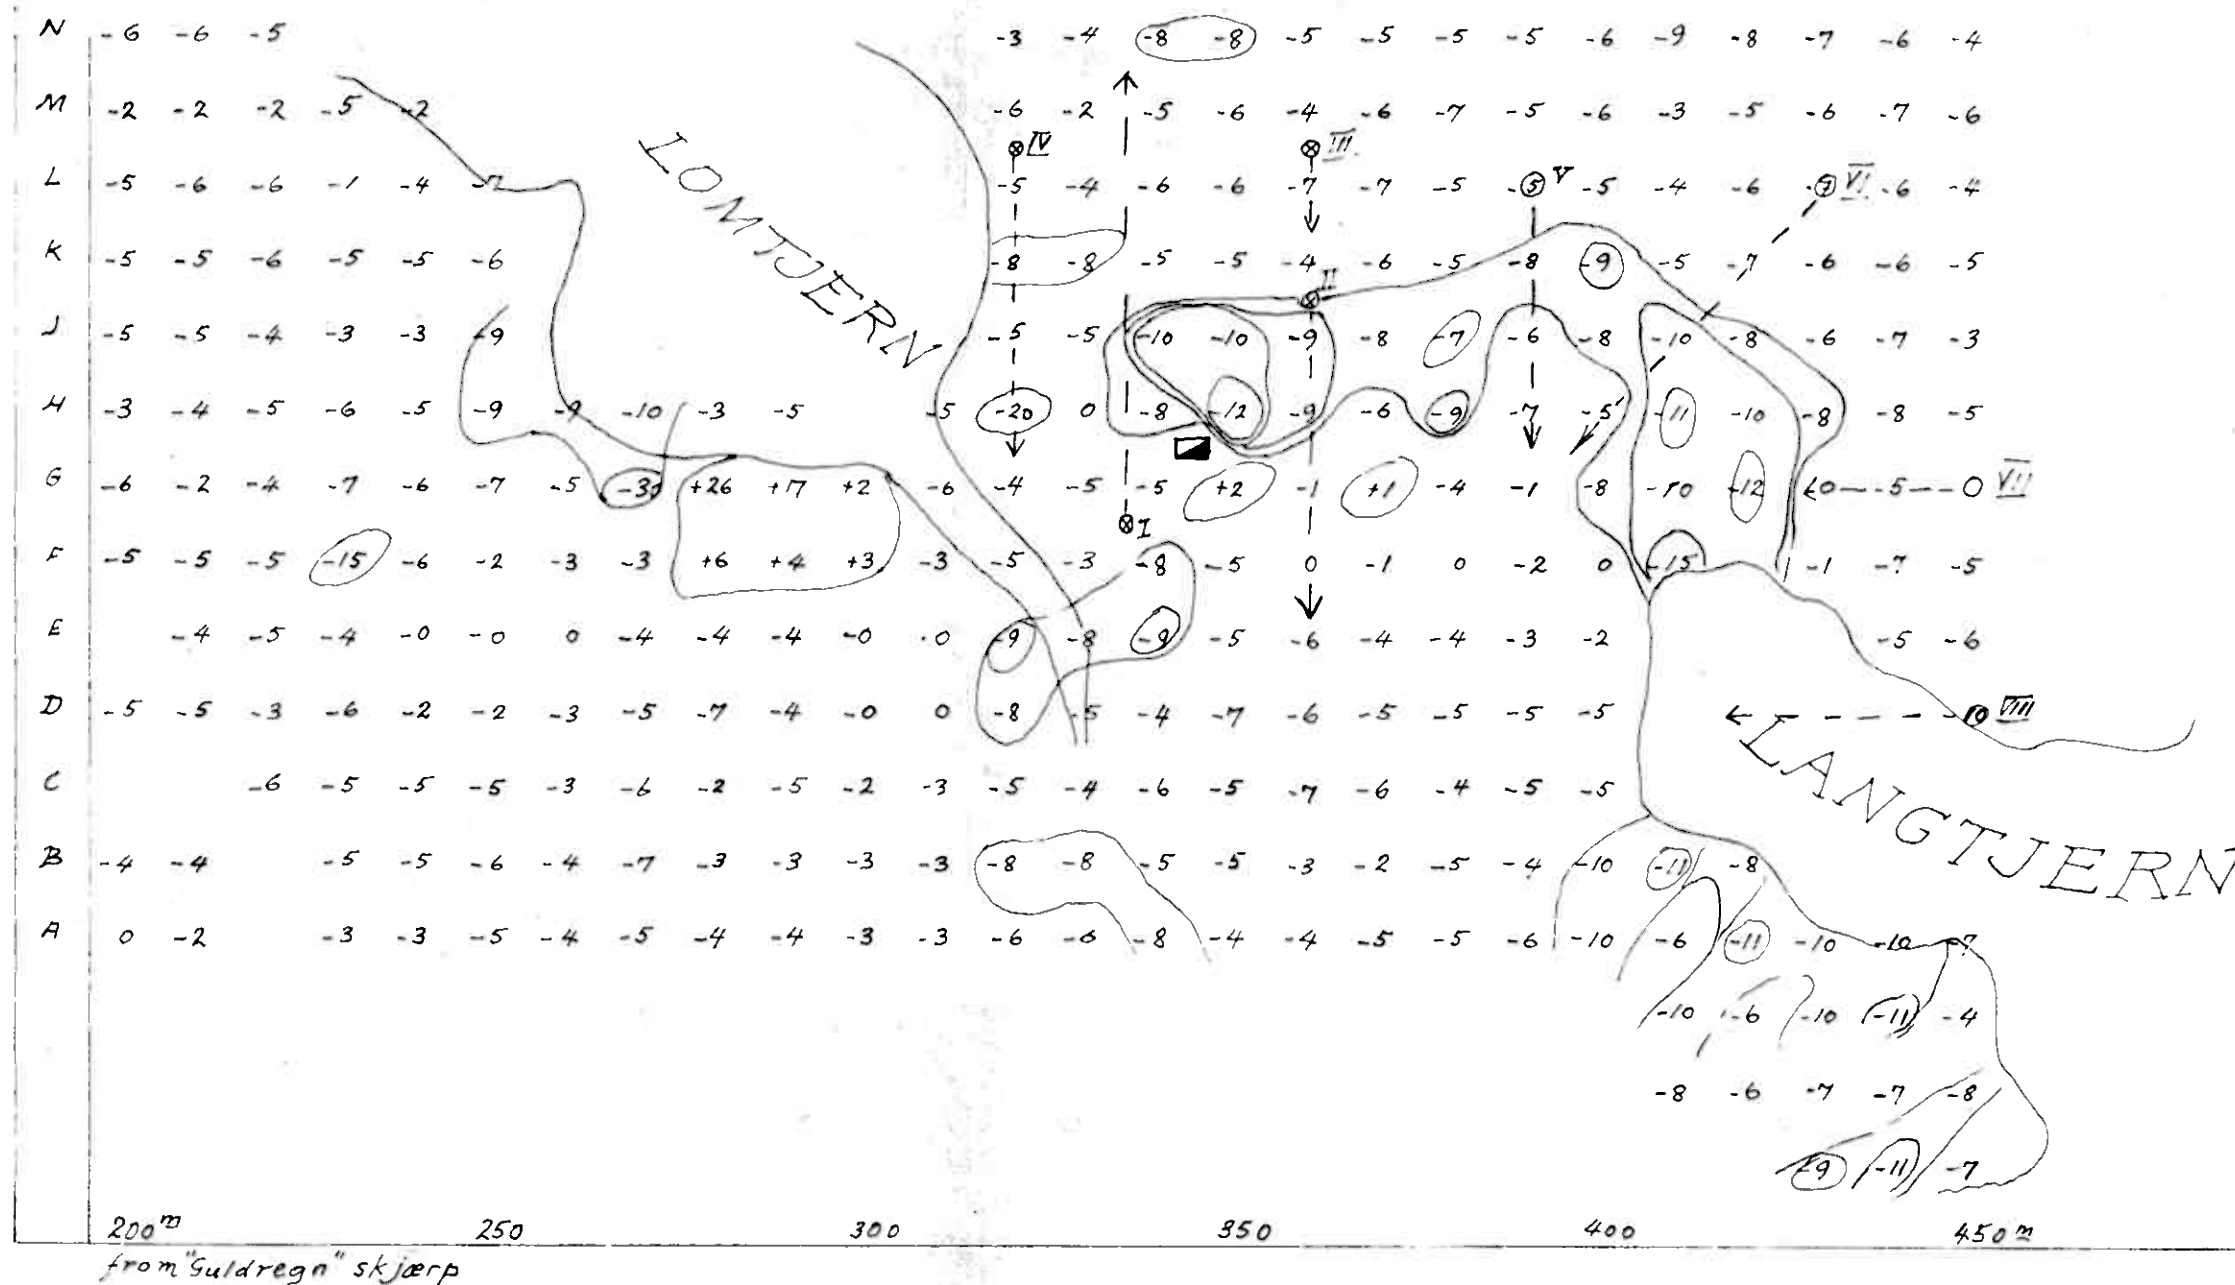 N -6 -6 -5 -3 -4 -8 -8 -5 -5 -5 -5 -6 -9 -8 -7 -6 -4
M -2 -2 -2 -5 -2 -6 -2 -5 -6 -4 -6 -7 -5 -6 -3 -5 -6 -7 -6
IV III
L -5 -6 -6 -1 -4 -7 -5 -4 -6 -6 -7 -7 -5 -5 V -5 -4 -6 -7 VI -6 -4
LOMTJERN
K -5 -5 -6 -5 -5 -6 -8 -8 -5 -5 -4 -6 -5 -8 -9 -5 -7 -6 -6 -5
II
J -5 -5 -4 -3 -3 -9 -5 -5 -10 -10 -9 -8 -7 -6 -8 -10 -8 -6 -7 -3
H -3 -4 -5 -6 -5 -9 -9 -10 -3 -5 -5 -20 0 -8 -12 -9 -6 -9 -7 -5 -11 -10 -8 -8 -5
G -6 -2 -4 -7 -6 -7 -5 -30 +26 +17 +2 -6 -4 -5 -5 +2 -1 +1 -4 -1 -8 -10 -12 0 -5 0 VII
I
F -5 -5 -5 -15 -6 -2 -3 -3 +6 +4 +3 -3 -5 -3 -8 -5 0 -1 0 -2 0 -15 -1 -7 -5
E -4 -5 -4 -0 -0 0 -4 -4 -4 -0 0 -9 -8 -9 -5 -6 -4 -4 -3 -2 -5 -6
D -5 -5 -3 -6 -2 -2 -3 -5 -7 -4 -0 0 -8 -5 -4 -7 -6 -5 -5 -5 -5 VIII
LANGTJERN
C -6 -5 -5 -5 -3 -6 -2 -5 -2 -3 -5 -4 -6 -5 -7 -6 -4 -5 -5
B -4 -4 -5 -5 -6 -4 -7 -3 -3 -3 -3 -8 -8 -5 -5 -3 -2 -5 -4 -10 -11 -8
A 0 -2 -3 -3 -5 -4 -5 -4 -4 -3 -3 -6 -6 -8 -4 -4 -5 -5 -6 -10 -6 -11 -10 -10 -7
-10 -6 -10 -11 -4
-8 -6 -7 -7 -8
-9 -11 -7
200m 250 300 350 400 450m
from "Guldregn" skjærp